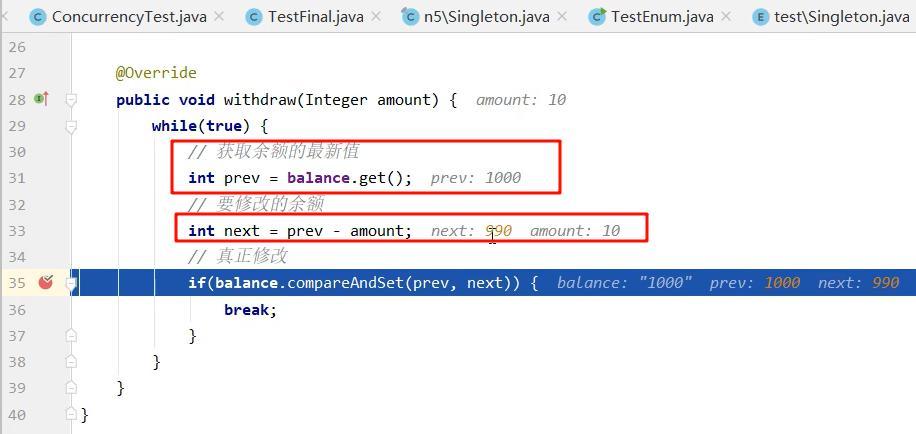 ConcurrencyTest.java TestFinal.java n5\Singleton.java TestEnum.java test\Singleton.java
26
27 @Override
28 public void withdraw(Integer amount) { amount: 10
29 while(true) {
30 // 获取余额的最新值
31 int prev = balance.get(); prev: 1000
32 // 要修改的余额
33 int next = prev - amount; next: 990 amount: 10
34 // 真正修改
35 if(balance.compareAndSet(prev, next)) { balance: "1000" prev: 1000 next: 990
36 break;
37 }
38 }
39 }
40 }